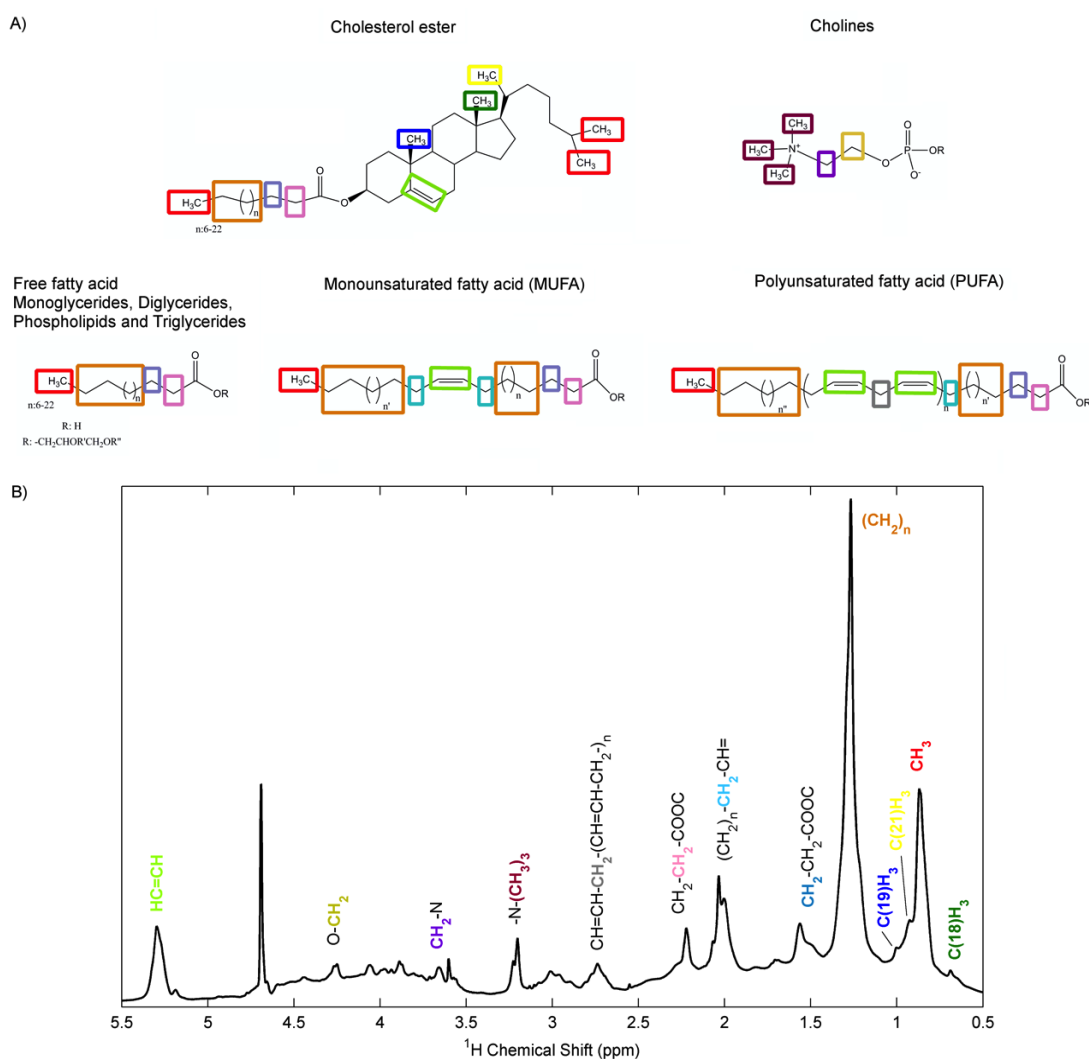 A)
Cholesterol ester
Cholines
H₃C
CH₃
CH₃
CH₃
CH₃
H₃C
( )n
n:6-22
O
O
CH₃
H₃C
N⁺
H₃C
O
P
O
OR
O⁻
Free fatty acid
Monoglycerides, Diglycerides,
Phospholipids and Triglycerides
Monounsaturated fatty acid (MUFA)
Polyunsaturated fatty acid (PUFA)
H₃C
( )n
O
OR
n:6-22
R: H
R: -CH₂CHOR'CH₂OR"
H₃C
( )n'
( )n
O
OR
H₃C
( )n"
( )n
( )n'
O
OR
B)
HC=CH
O-CH₂
CH₂-N
-N-(CH₃)₃
CH=CH-CH₂-(CH=CH-CH₂-)n
CH₂-CH₂-COOC
(CH₂)n-CH₂-CH=
CH₂-CH₂-COOC
(CH₂)n
C(19)H₃
C(21)H₃
CH₃
C(18)H₃
5.5 5 4.5 4 3.5 3 2.5 2 1.5 1 0.5
¹H Chemical Shift (ppm)